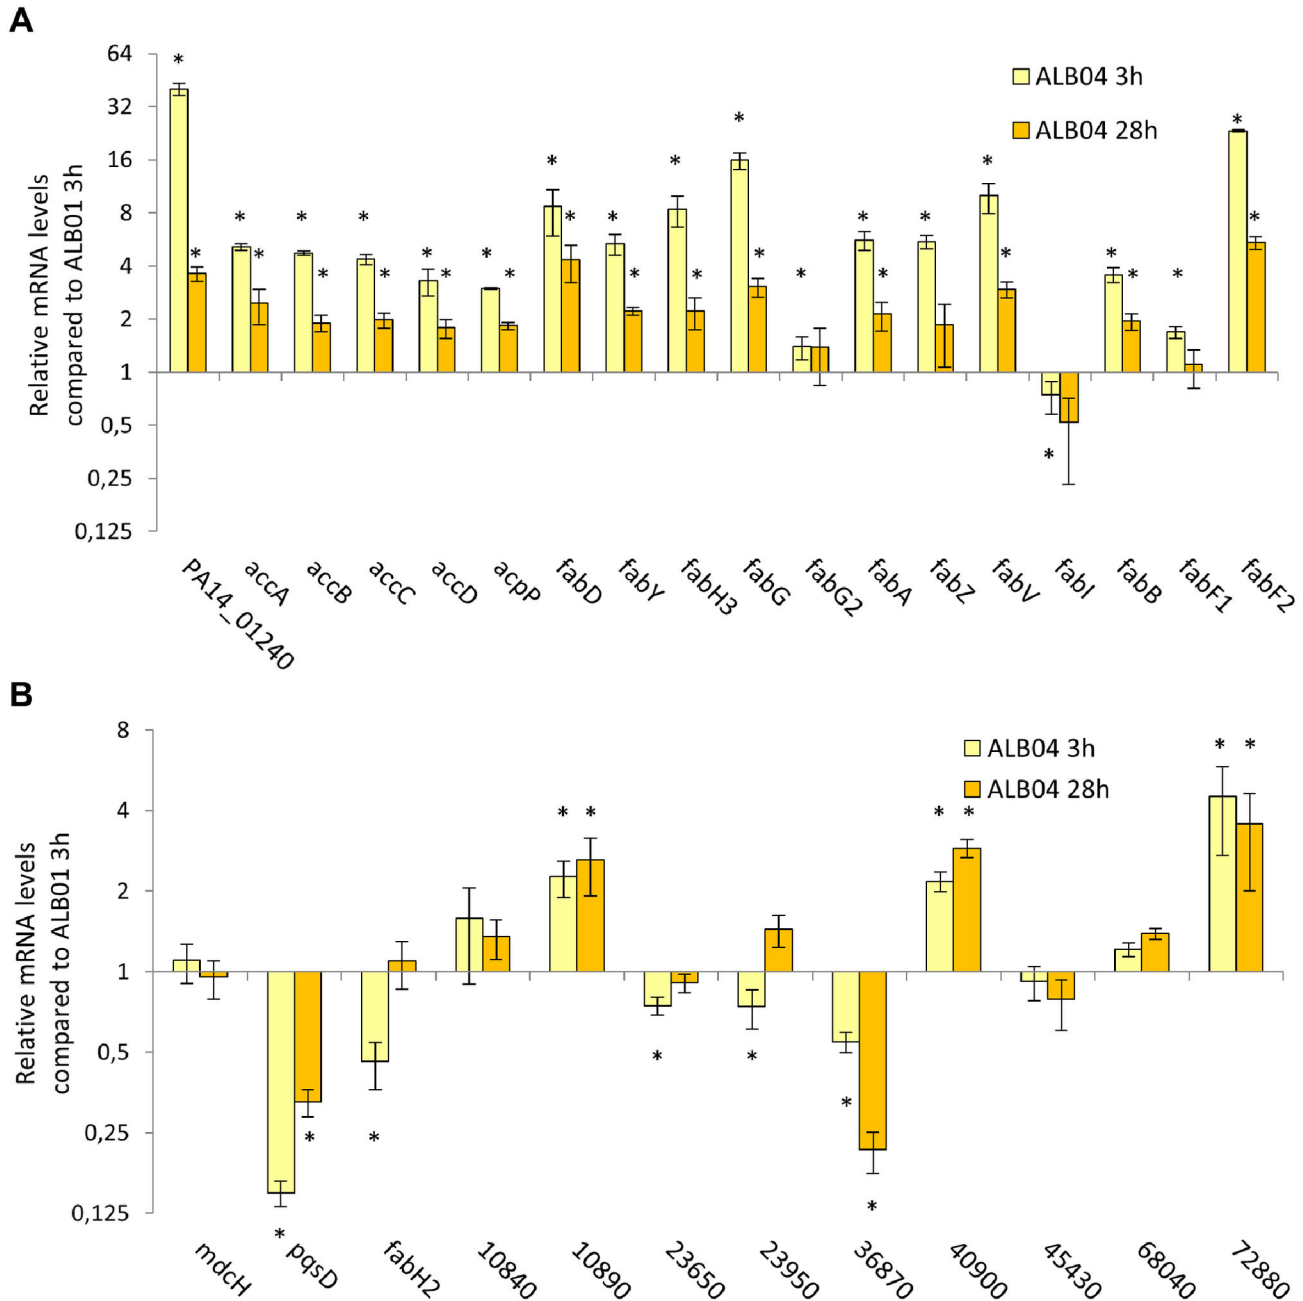 A
64
32
16
8
4
2
1
0,5
0,25
0,125
Relative mRNA levels
compared to ALB01 3h
ALB04 3h
ALB04 28h
* * * * * * * * * * * * * * * * * * * * * * * * * * * * * * * *
PA14_01240
accA
accB
accC
accD
acpP
fabD
fabY
fabH3
fabG
fabG2
fabA
fabZ
fabV
fabI
fabB
fabF1
fabF2
B
8
4
2
1
0,5
0,25
0,125
Relative mRNA levels
compared to ALB01 3h
ALB04 3h
ALB04 28h
* * * * * * * * * * * * * *
mdcH
pqsD
fabH2
10840
10890
23650
23950
36870
40900
45430
68040
72880